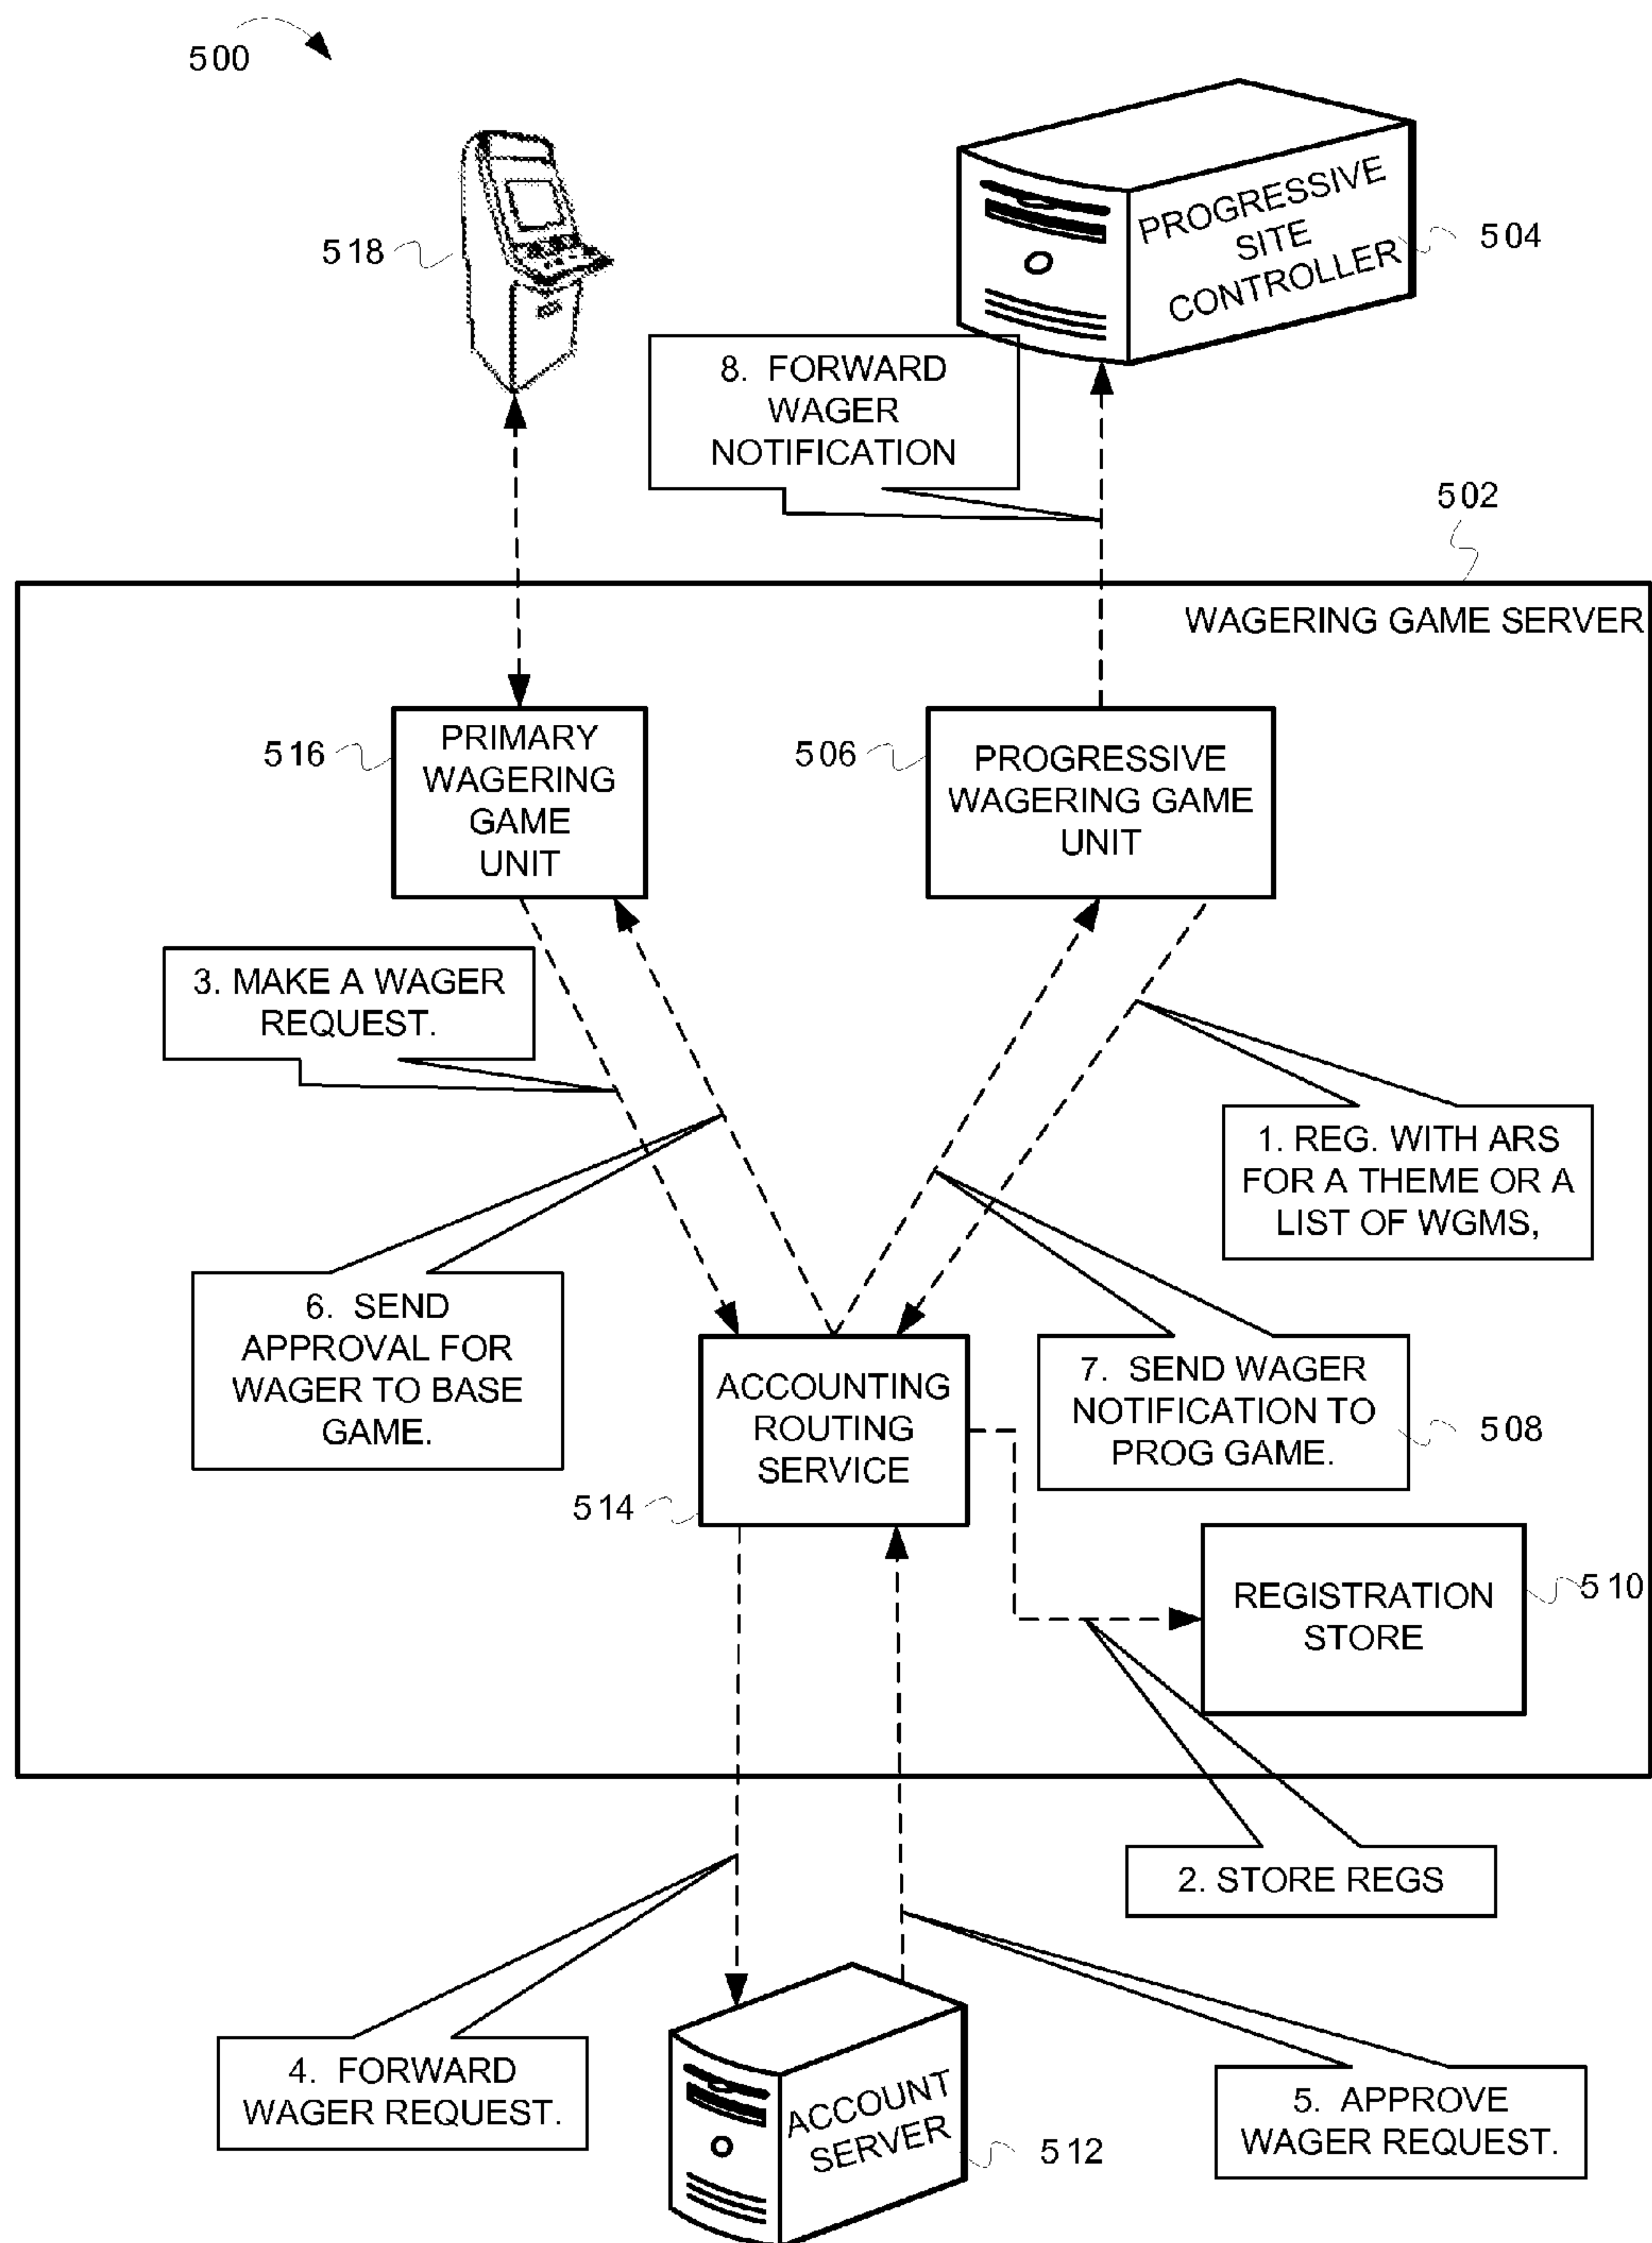 500
PROGRESSIVE
SITE
CONTROLLER
504
518
8. FORWARD
WAGER
NOTIFICATION
502
WAGERING GAME SERVER
516
PRIMARY
WAGERING
GAME
UNIT
506
PROGRESSIVE
WAGERING GAME
UNIT
3. MAKE A WAGER
REQUEST.
1. REG. WITH ARS
FOR A THEME OR A
LIST OF WGMS,
6. SEND
APPROVAL FOR
WAGER TO BASE
GAME.
ACCOUNTING
ROUTING
SERVICE
514
7. SEND WAGER
NOTIFICATION TO
PROG GAME.
508
REGISTRATION
STORE
510
2. STORE REGS
4. FORWARD
WAGER REQUEST.
ACCOUNT
SERVER
512
5. APPROVE
WAGER REQUEST.